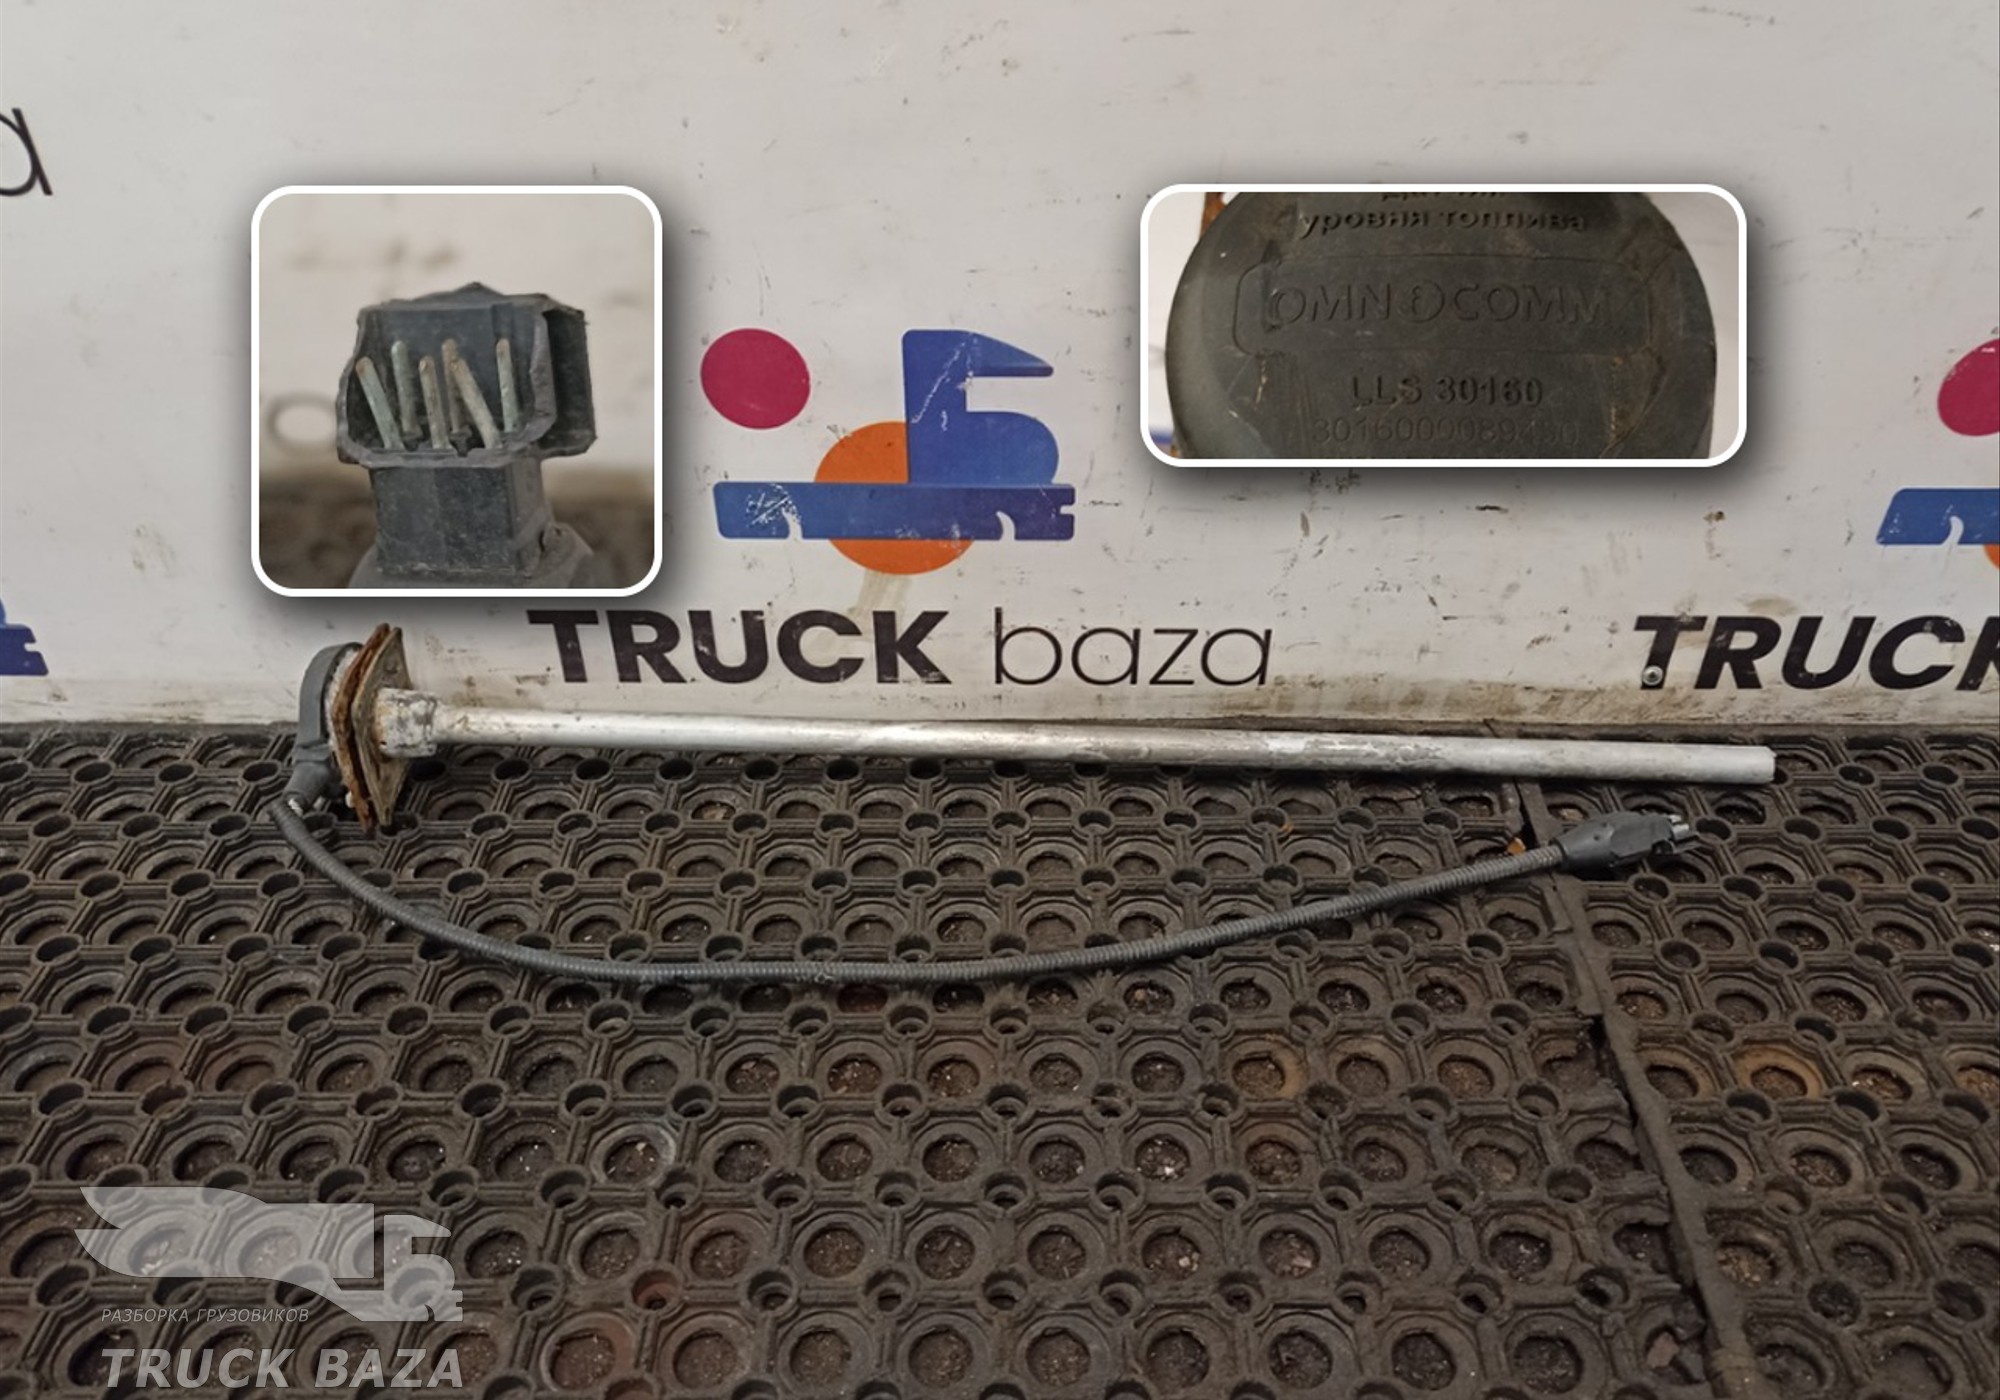 a
уровня топлива
OMNICOMM
LLS 30160
TRUCK baza
TRUCK
РАЗБОРКА ГРУЗОВИКОВ
TRUCK BAZA